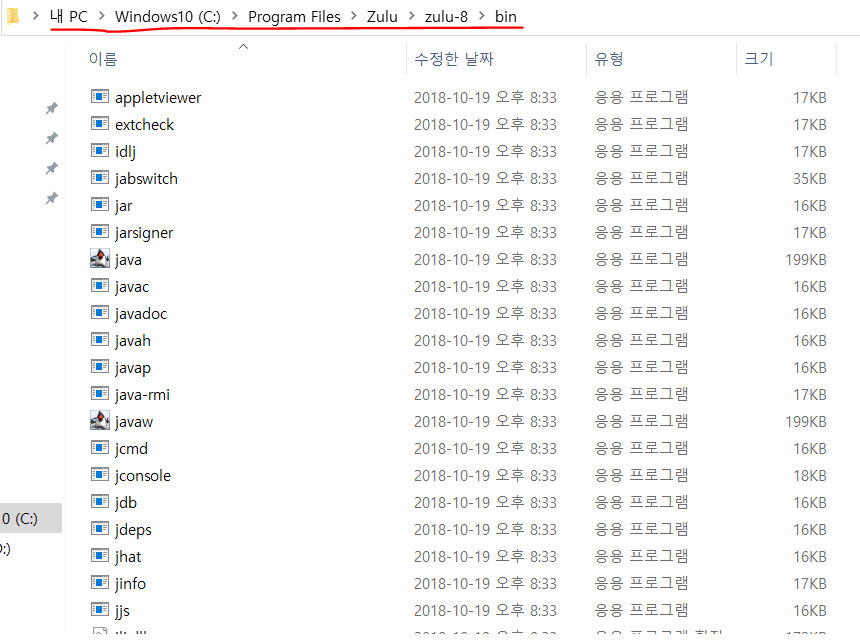 내 PC > Windows10 (C:) > Program Files > Zulu > zulu-8 > bin
이름 수정한 날짜 유형 크기
appletviewer 2018-10-19 오후 8:33 응용 프로그램 17KB
extcheck 2018-10-19 오후 8:33 응용 프로그램 17KB
idlj 2018-10-19 오후 8:33 응용 프로그램 17KB
jabswitch 2018-10-19 오후 8:33 응용 프로그램 35KB
jar 2018-10-19 오후 8:33 응용 프로그램 16KB
jarsigner 2018-10-19 오후 8:33 응용 프로그램 17KB
java 2018-10-19 오후 8:33 응용 프로그램 199KB
javac 2018-10-19 오후 8:33 응용 프로그램 16KB
javadoc 2018-10-19 오후 8:33 응용 프로그램 16KB
javah 2018-10-19 오후 8:33 응용 프로그램 16KB
javap 2018-10-19 오후 8:33 응용 프로그램 16KB
java-rmi 2018-10-19 오후 8:33 응용 프로그램 17KB
javaw 2018-10-19 오후 8:33 응용 프로그램 199KB
jcmd 2018-10-19 오후 8:33 응용 프로그램 16KB
jconsole 2018-10-19 오후 8:33 응용 프로그램 18KB
jdb 2018-10-19 오후 8:33 응용 프로그램 16KB
0 (C:)
jdeps 2018-10-19 오후 8:33 응용 프로그램 16KB
:)
jhat 2018-10-19 오후 8:33 응용 프로그램 16KB
jinfo 2018-10-19 오후 8:33 응용 프로그램 17KB
jjs 2018-10-19 오후 8:33 응용 프로그램 16KB